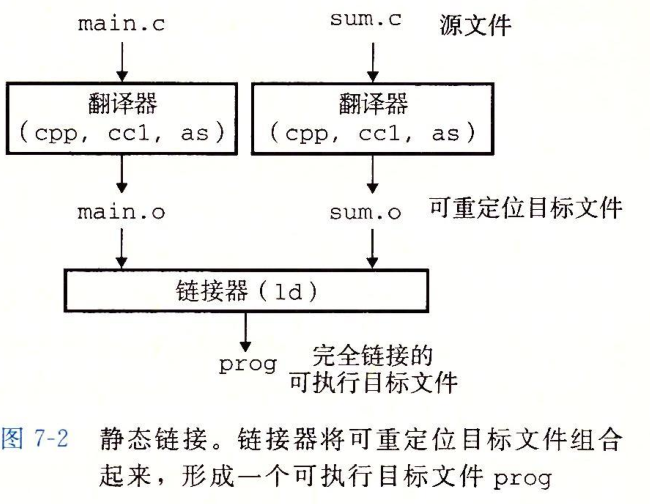 main.c sum.c 源文件
翻译器 翻译器
(cpp, cc1, as) (cpp, cc1, as)
main.o sum.o 可重定位目标文件
链接器(ld)
prog 完全链接的
可执行目标文件
图 7-2 静态链接。链接器将可重定位目标文件组合
起来，形成一个可执行目标文件 prog